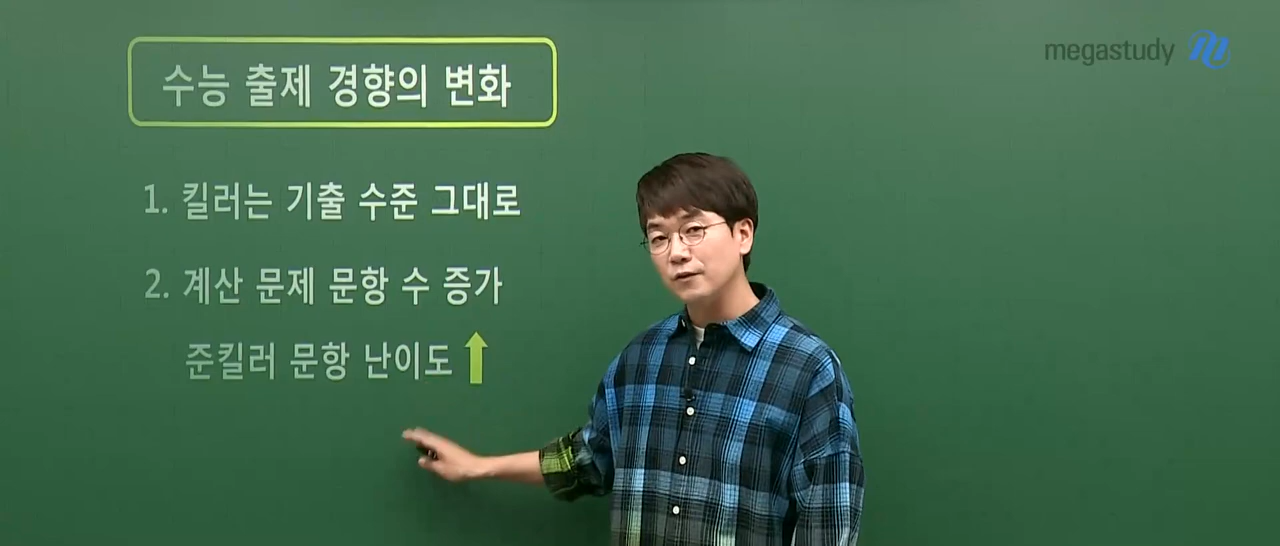 megastudy
수능 출제 경향의 변화
1. 킬러는 기출 수준 그대로
2. 계산 문제 문항 수 증가
준킬러 문항 난이도